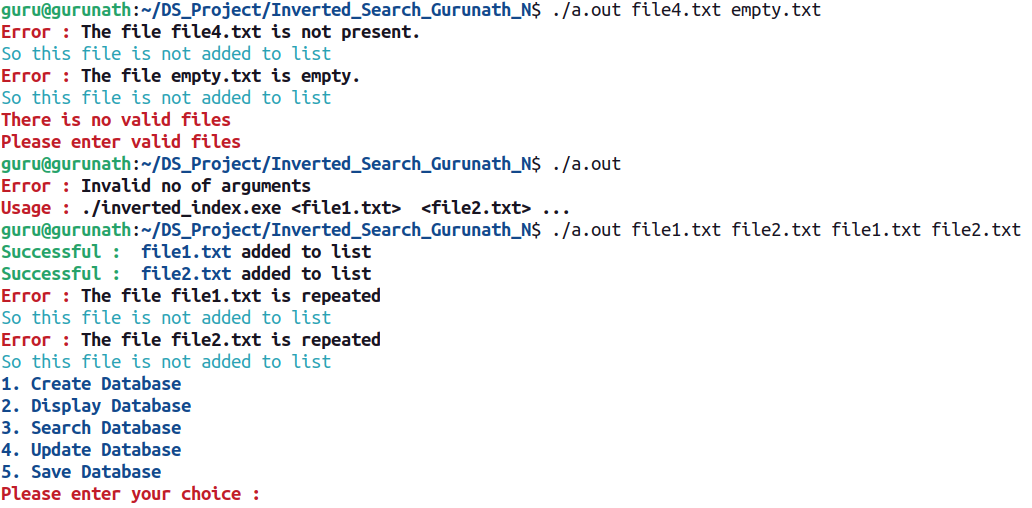 guru@gurunath:~/DS_Project/Inverted_Search_Gurunath_N$ ./a.out file4.txt empty.txt
Error : The file file4.txt is not present.
So this file is not added to list
Error : The file empty.txt is empty.
So this file is not added to list
There is no valid files
Please enter valid files
guru@gurunath:~/DS_Project/Inverted_Search_Gurunath_N$ ./a.out
Error : Invalid no of arguments
Usage : ./inverted_index.exe <file1.txt>  <file2.txt> ...
guru@gurunath:~/DS_Project/Inverted_Search_Gurunath_N$ ./a.out file1.txt file2.txt file1.txt file2.txt
Successful :  file1.txt added to list
Successful :  file2.txt added to list
Error : The file file1.txt is repeated
So this file is not added to list
Error : The file file2.txt is repeated
So this file is not added to list
1. Create Database
2. Display Database
3. Search Database
4. Update Database
5. Save Database
Please enter your choice :